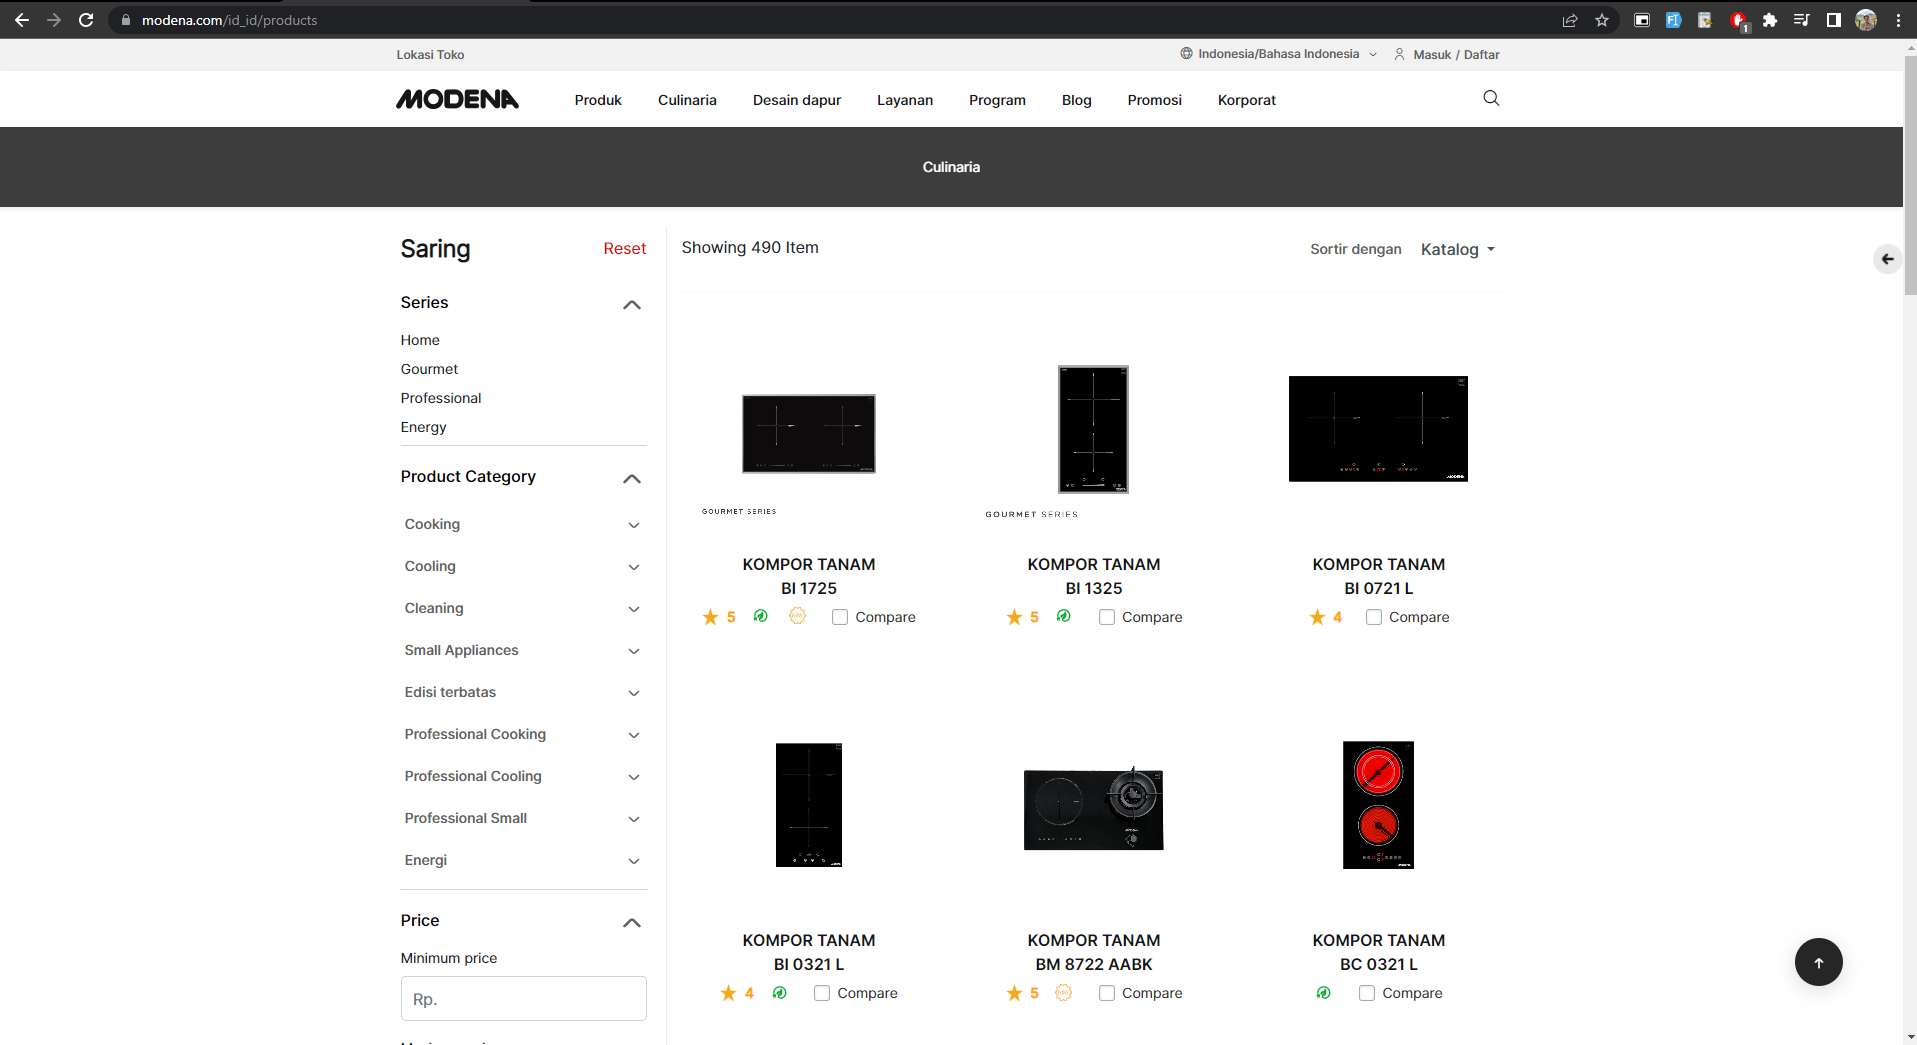 modena.com/id_id/products
1
Lokasi Toko
Indonesia/Bahasa Indonesia
Masuk / Daftar
MODENA
Produk
Culinaria
Desain dapur
Layanan
Program
Blog
Promosi
Korporat
Culinaria
Saring
Reset
Series
Home
Gourmet
Professional
Energy
Product Category
Cooking
Cooling
Cleaning
Small Appliances
Edisi terbatas
Professional Cooking
Professional Cooling
Professional Small
Energi
Price
Minimum price
Rp.
Showing 490 Item
Sortir dengan
Katalog
GOURMET SERIES
KOMPOR TANAM
BI 1725
5
Compare
GOURMET SERIES
KOMPOR TANAM
BI 1325
5
Compare
MODENA
KOMPOR TANAM
BI 0721 L
4
Compare
KOMPOR TANAM
BI 0321 L
4
Compare
KOMPOR TANAM
BM 8722 AABK
5
Compare
KOMPOR TANAM
BC 0321 L
Compare